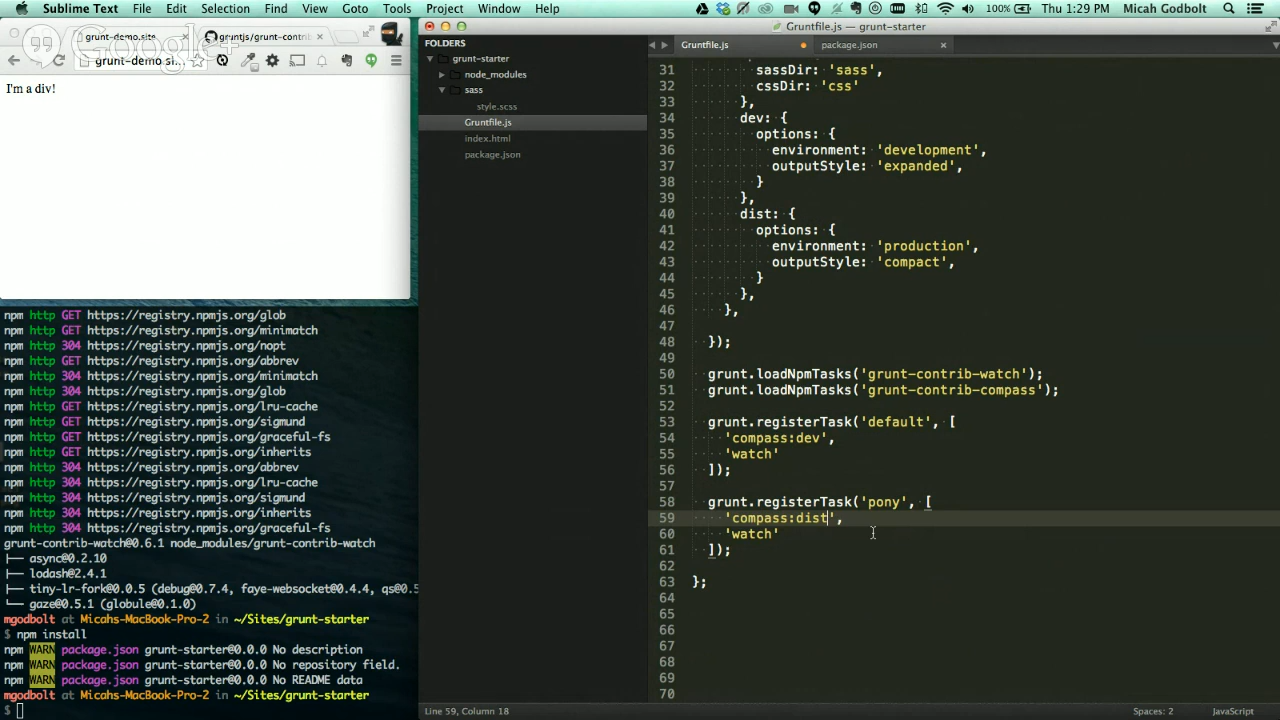 Sublime Text File Edit Selection Find View Goto Tools Project Window Help 100% Thu 1:29 PM Micah Godbolt
Google+
grunt-demo.site
gruntjs/grunt-contrib
grunt-demo.si...
I'm a div!
npm http GET https://registry.npmjs.org/glob
npm http GET https://registry.npmjs.org/minimatch
npm http 304 https://registry.npmjs.org/nopt
npm http GET https://registry.npmjs.org/abbrev
npm http 304 https://registry.npmjs.org/minimatch
npm http 304 https://registry.npmjs.org/glob
npm http GET https://registry.npmjs.org/lru-cache
npm http GET https://registry.npmjs.org/sigmund
npm http 304 https://registry.npmjs.org/graceful-fs
npm http GET https://registry.npmjs.org/inherits
npm http 304 https://registry.npmjs.org/abbrev
npm http 304 https://registry.npmjs.org/lru-cache
npm http 304 https://registry.npmjs.org/sigmund
npm http 304 https://registry.npmjs.org/inherits
npm http 304 https://registry.npmjs.org/graceful-fs
grunt-contrib-watch@0.6.1 node_modules/grunt-contrib-watch
├── async@0.2.10
├── lodash@2.4.1
├── tiny-lr-fork@0.0.5 (debug@0.7.4, faye-websocket@0.4.4, qs@0.5
└── gaze@0.5.1 (globule@0.1.0)
mgodbolt at Micahs-MacBook-Pro-2 in ~/Sites/grunt-starter
$ npm install
npm WARN package.json grunt-starter@0.0.0 No description
npm WARN package.json grunt-starter@0.0.0 No repository field.
npm WARN package.json grunt-starter@0.0.0 No README data
mgodbolt at Micahs-MacBook-Pro-2 in ~/Sites/grunt-starter
$
Gruntfile.js — grunt-starter
FOLDERS
grunt-starter
node_modules
sass
style.scss
Gruntfile.js
index.html
package.json
Gruntfile.js package.json
31 sassDir: 'sass',
32 cssDir: 'css'
33 },
34 dev: {
35 options: {
36 environment: 'development',
37 outputStyle: 'expanded',
38 }
39 },
40 dist: {
41 options: {
42 environment: 'production',
43 outputStyle: 'compact',
44 }
45 },
46 },
47
48 });
49
50 grunt.loadNpmTasks('grunt-contrib-watch');
51 grunt.loadNpmTasks('grunt-contrib-compass');
52
53 grunt.registerTask('default', [
54 'compass:dev',
55 'watch'
56 ]);
57
58 grunt.registerTask('pony', [
59 'compass:dist',
60 'watch'
61 ]);
62
63 };
64
65
66
67
68
69
70
Line 59, Column 18 Spaces: 2 JavaScript